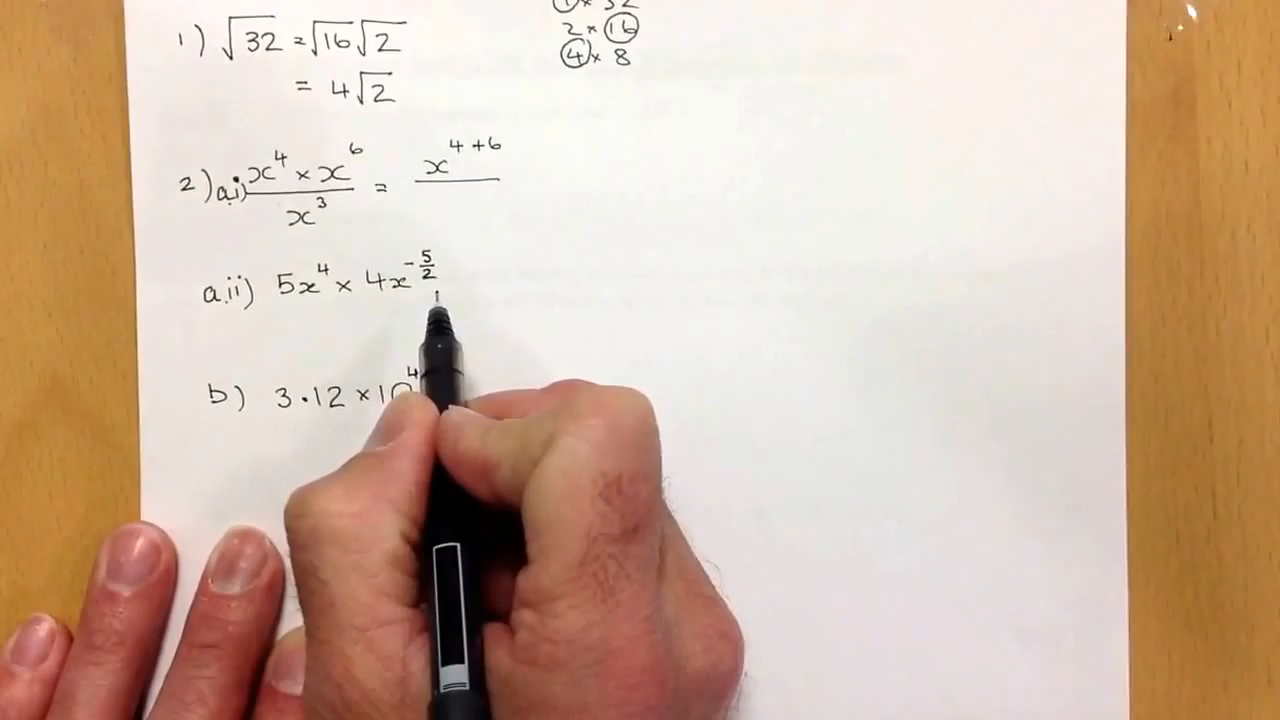 1) √32 = √16 √2
= 4√2
1 × 32
2 × 16
4 × 8
2) a.i) x⁴ × x⁶ / x³ = x⁴⁺⁶
a.ii) 5x⁴ × 4x^(-5/2)
b) 3·12 × 10⁴